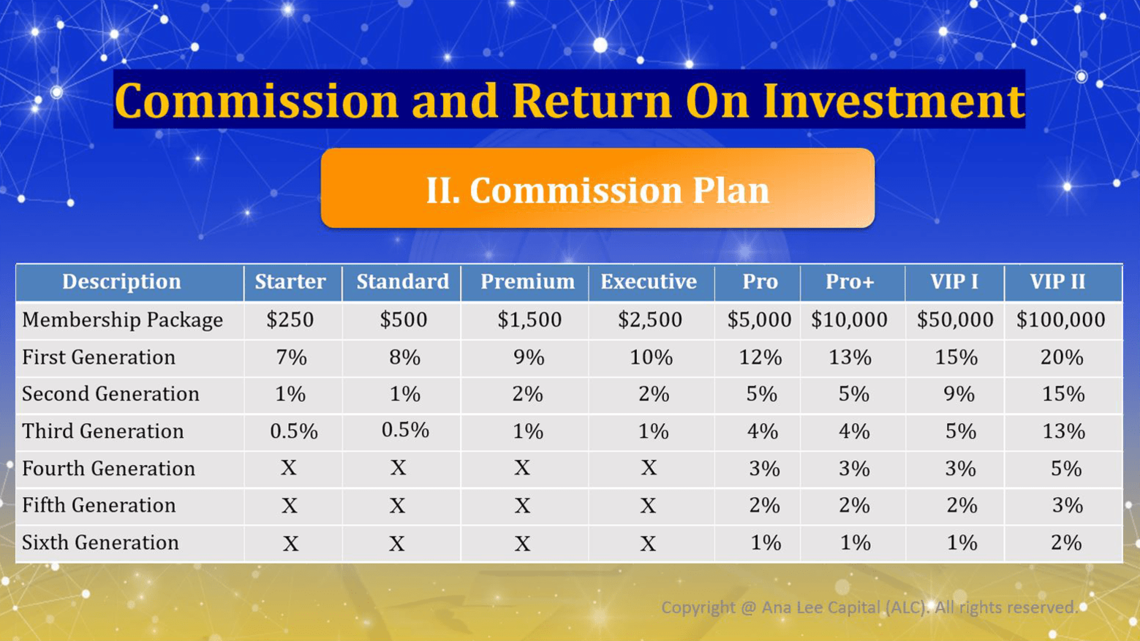 Commission and Return On Investment
II. Commission Plan
Description Starter Standard Premium Executive Pro Pro+ VIP I VIP II
Membership Package $250 $500 $1,500 $2,500 $5,000 $10,000 $50,000 $100,000
First Generation 7% 8% 9% 10% 12% 13% 15% 20%
Second Generation 1% 1% 2% 2% 5% 5% 9% 15%
Third Generation 0.5% 0.5% 1% 1% 4% 4% 5% 13%
Fourth Generation X X X X 3% 3% 3% 5%
Fifth Generation X X X X 2% 2% 2% 3%
Sixth Generation X X X X 1% 1% 1% 2%
Copyright @ Ana Lee Capital (ALC). All rights reserved.